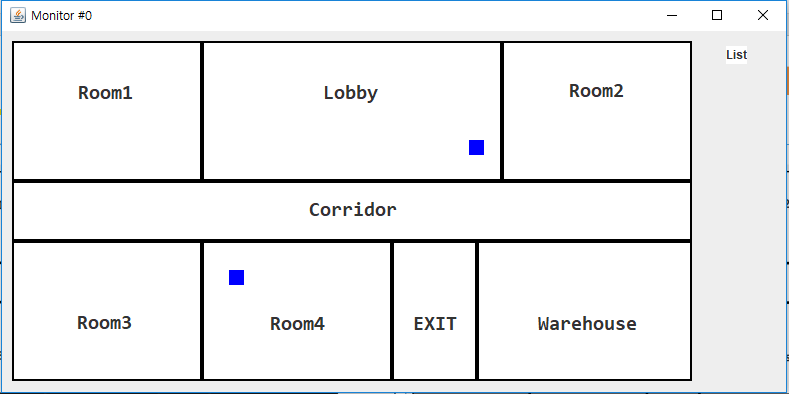 Monitor #0
List
Room1
Lobby
Room2
Corridor
Room3
Room4
EXIT
Warehouse